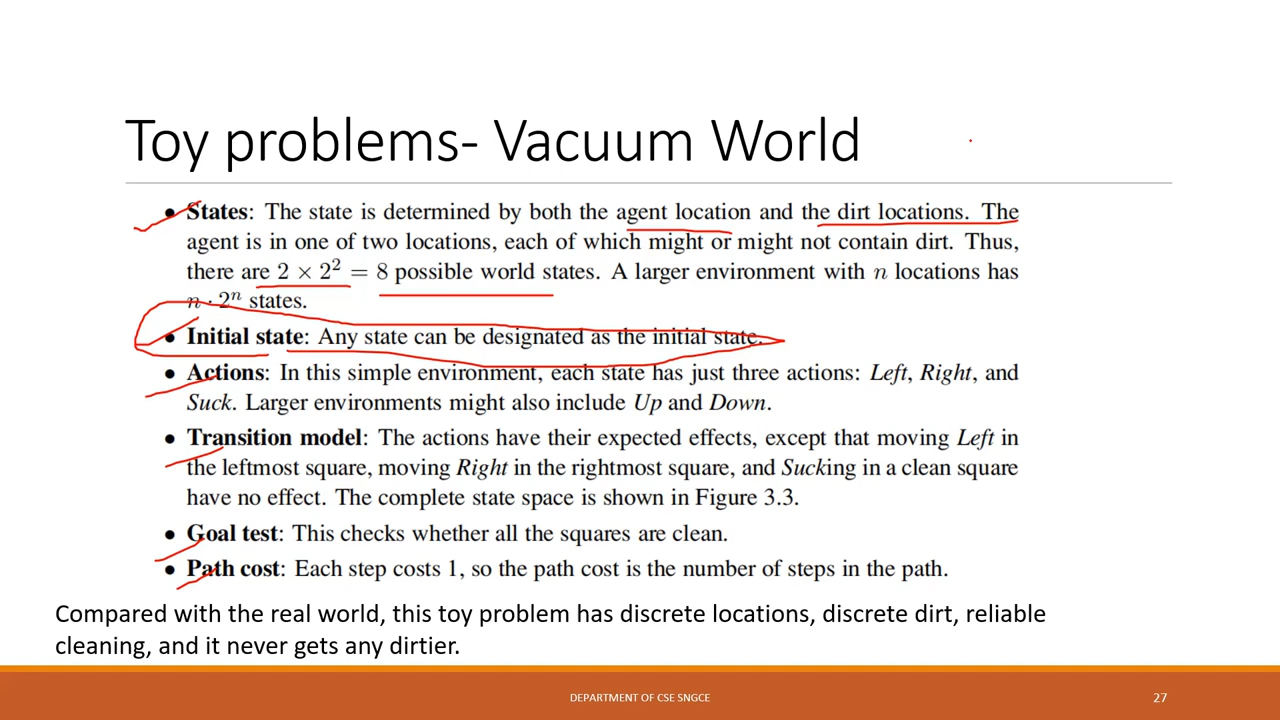 Toy problems- Vacuum World
• States: The state is determined by both the agent location and the dirt locations. The
agent is in one of two locations, each of which might or might not contain dirt. Thus,
there are 2 × 2² = 8 possible world states. A larger environment with n locations has
n · 2ⁿ states.
• Initial state: Any state can be designated as the initial state.
• Actions: In this simple environment, each state has just three actions: Left, Right, and
Suck. Larger environments might also include Up and Down.
• Transition model: The actions have their expected effects, except that moving Left in
the leftmost square, moving Right in the rightmost square, and Sucking in a clean square
have no effect. The complete state space is shown in Figure 3.3.
• Goal test: This checks whether all the squares are clean.
• Path cost: Each step costs 1, so the path cost is the number of steps in the path.
Compared with the real world, this toy problem has discrete locations, discrete dirt, reliable
cleaning, and it never gets any dirtier.
DEPARTMENT OF CSE SNGCE
27